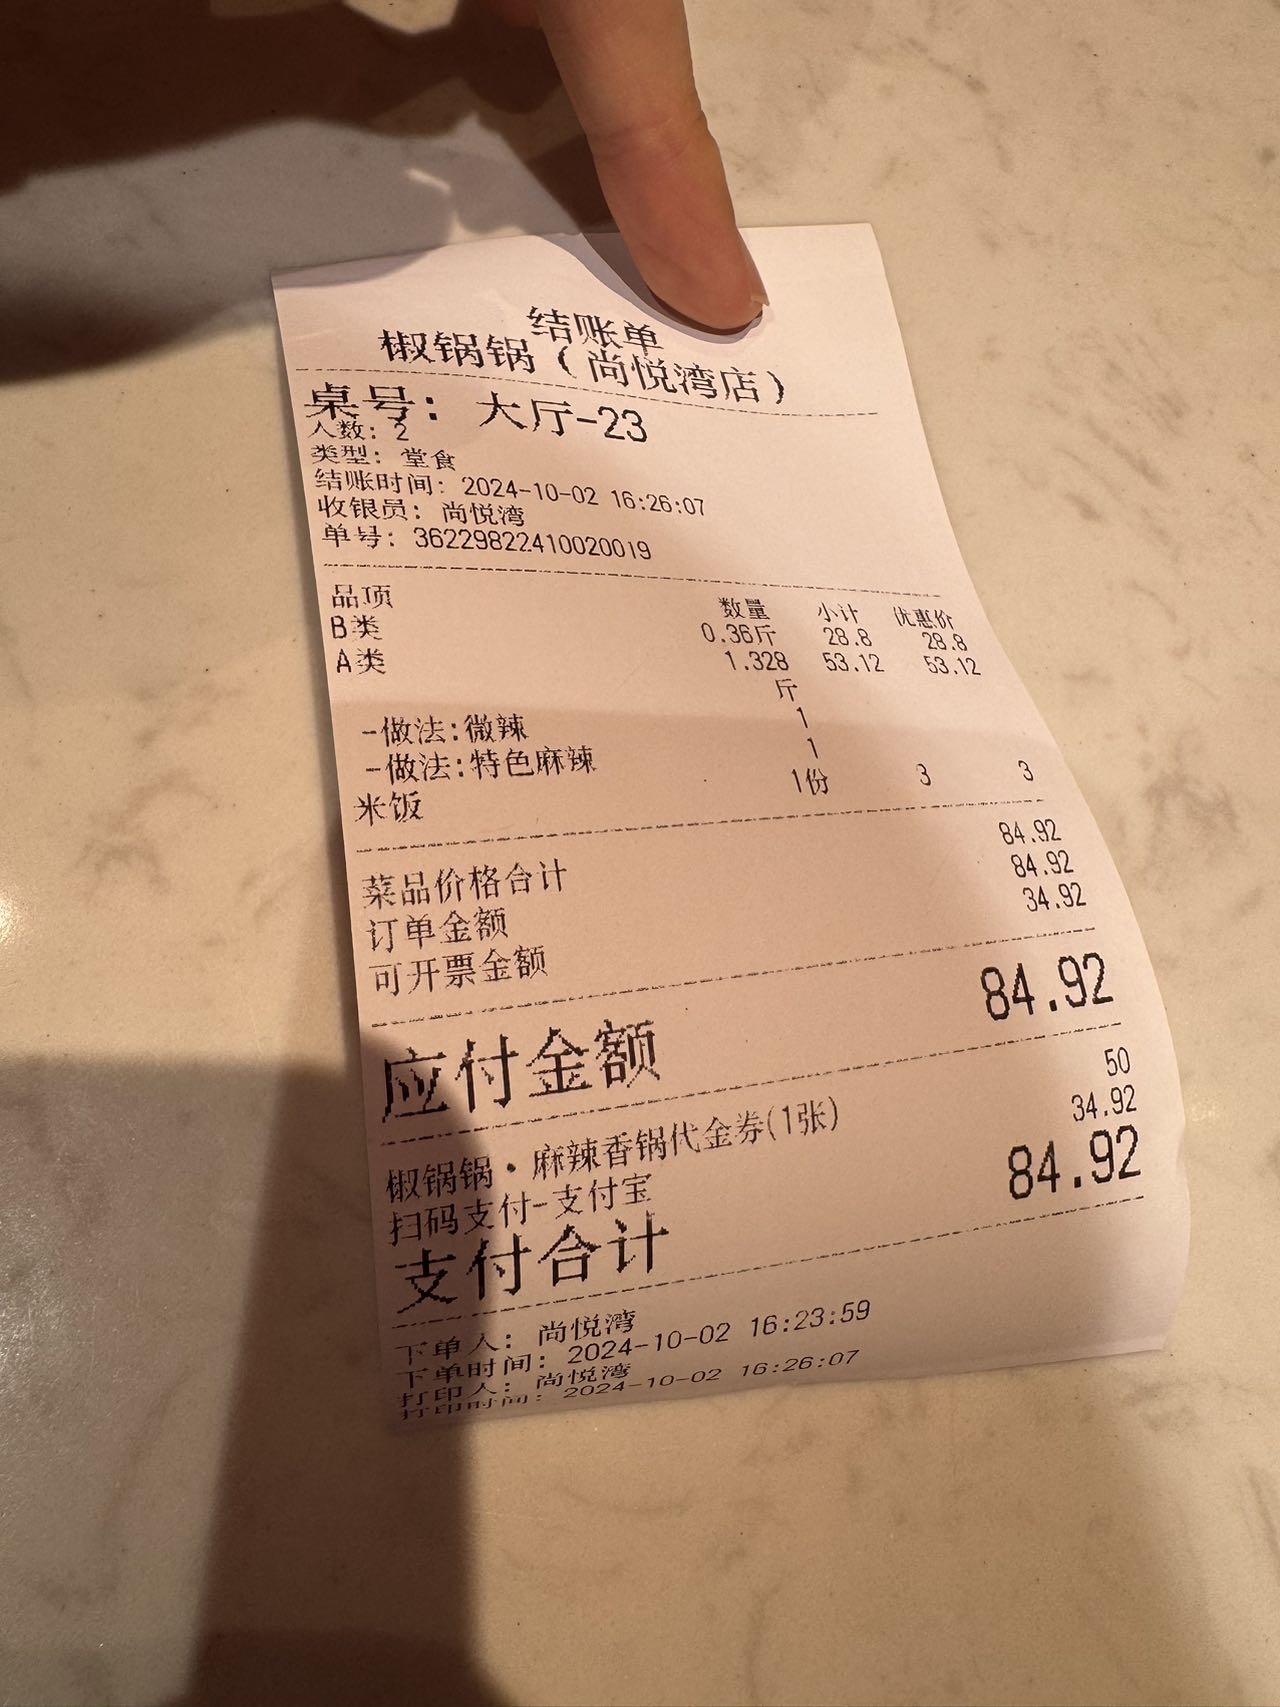 结账单
椒锅锅（尚悦湾店）
桌号： 大厅-23
人数: 2
类型: 堂食
结账时间: 2024-10-02 16:26:07
收银员: 尚悦湾
单号: 36229822410020019
品项 数量 小计 优惠价
B类 0.36斤 28.8 28.8
A类 1.328 53.12 53.12
斤
-做法:微辣 1
-做法:特色麻辣 1
米饭 1份 3 3
菜品价格合计 84.92
订单金额 84.92
可开票金额 34.92
应付金额 84.92
椒锅锅·麻辣香锅代金券(1张) 50
扫码支付-支付宝 34.92
支付合计 84.92
下单人: 尚悦湾
下单时间: 2024-10-02 16:23:59
打印人: 尚悦湾
打印时间: 2024-10-02 16:26:07